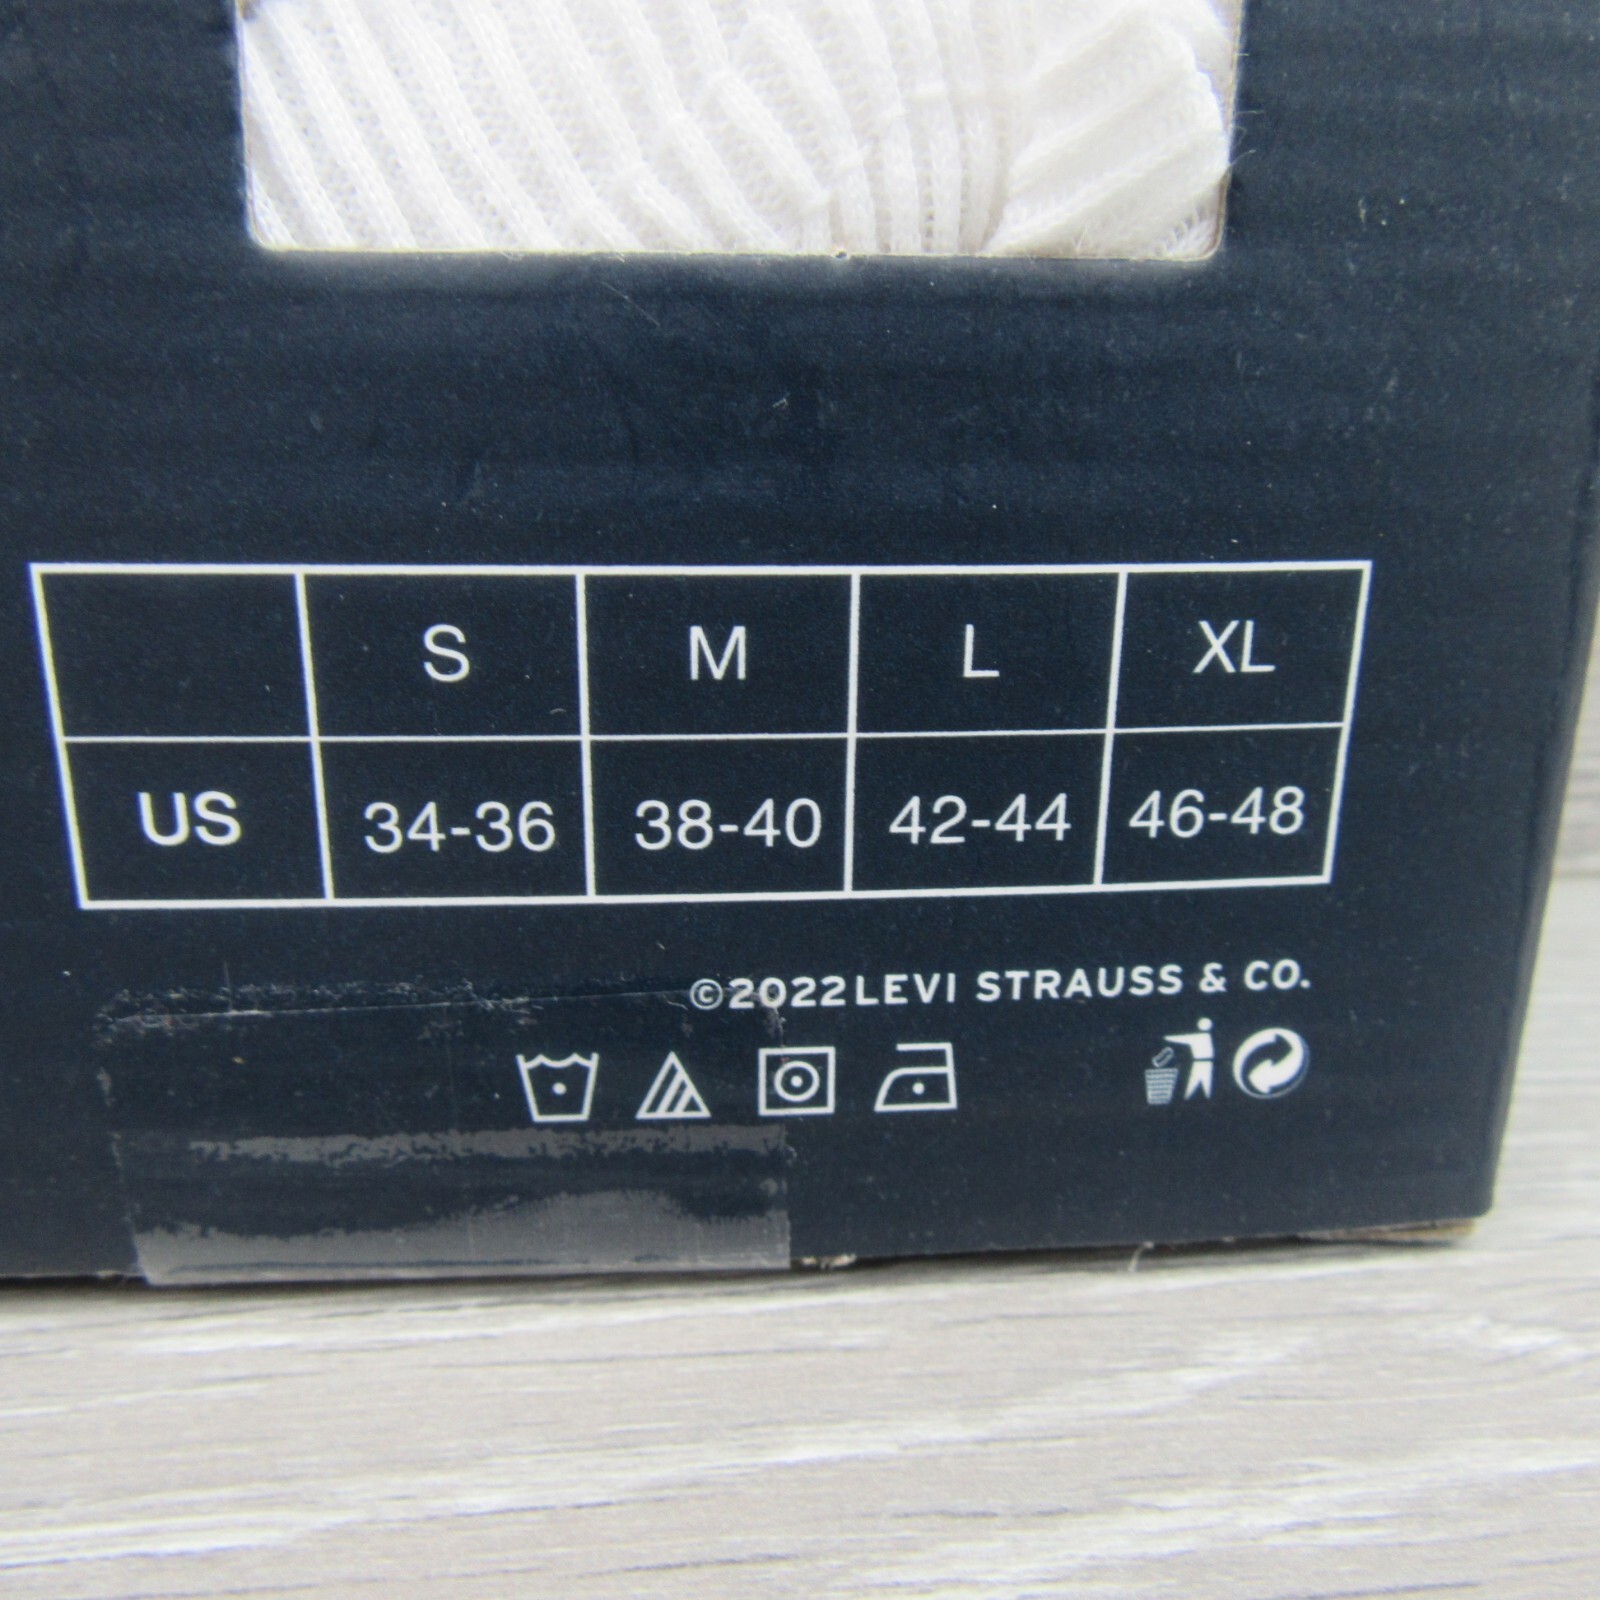 S M L XL
US 34-36 38-40 42-44 46-48
©2022LEVI STRAUSS & CO.